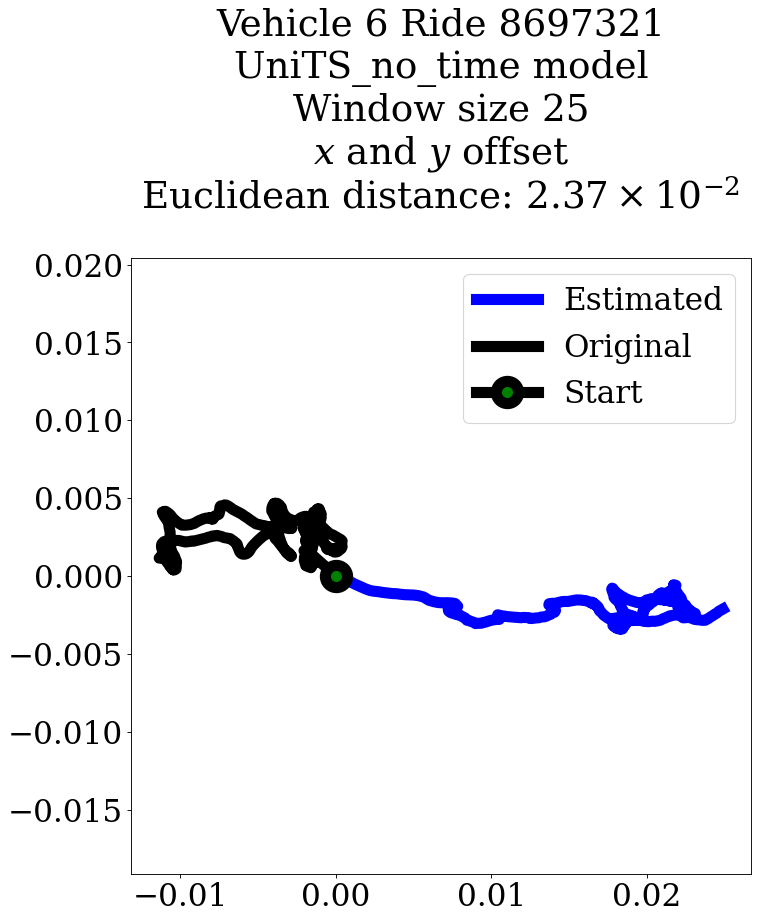 Vehicle 6 Ride 8697321
UniTS_no_time model
Window size 25
x and y offset
Euclidean distance: 2.37 × 10⁻²
0.020
0.015
0.010
0.005
0.000
−0.005
−0.010
−0.015
Estimated
Original
Start
−0.01
0.00
0.01
0.02